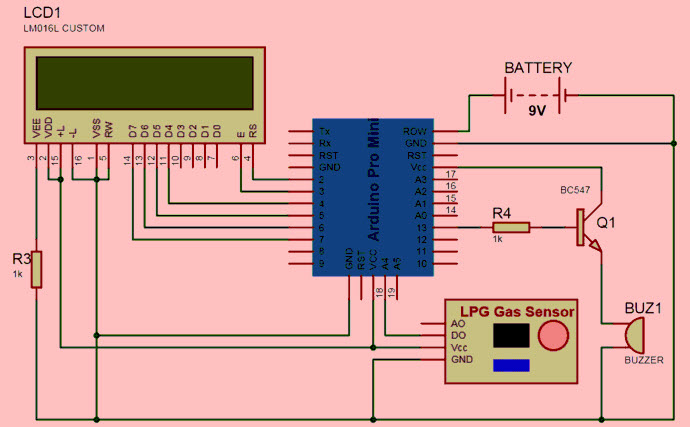 LCD1
LM016L CUSTOM
VEE VDD +L -L VSS RW D7 D6 D5 D4 D3 D2 D1 D0 E RS
3 2 15 16 1 5 14 13 12 11 10 9 8 7 6 4
R3
1k
Arduino Pro Mini
Tx
Rx
RST
GND
2
3
4
5
6
7
8
9
ROW
GND
RST
Vcc
A3 17
A2 16
A1 15
A0 14
13
12
11
10
GND RST VCC A4 A5
18 19
BATTERY
9V
R4
1k
BC547
Q1
LPG Gas Sensor
AO
DO
Vcc
GND
BUZ1
BUZZER